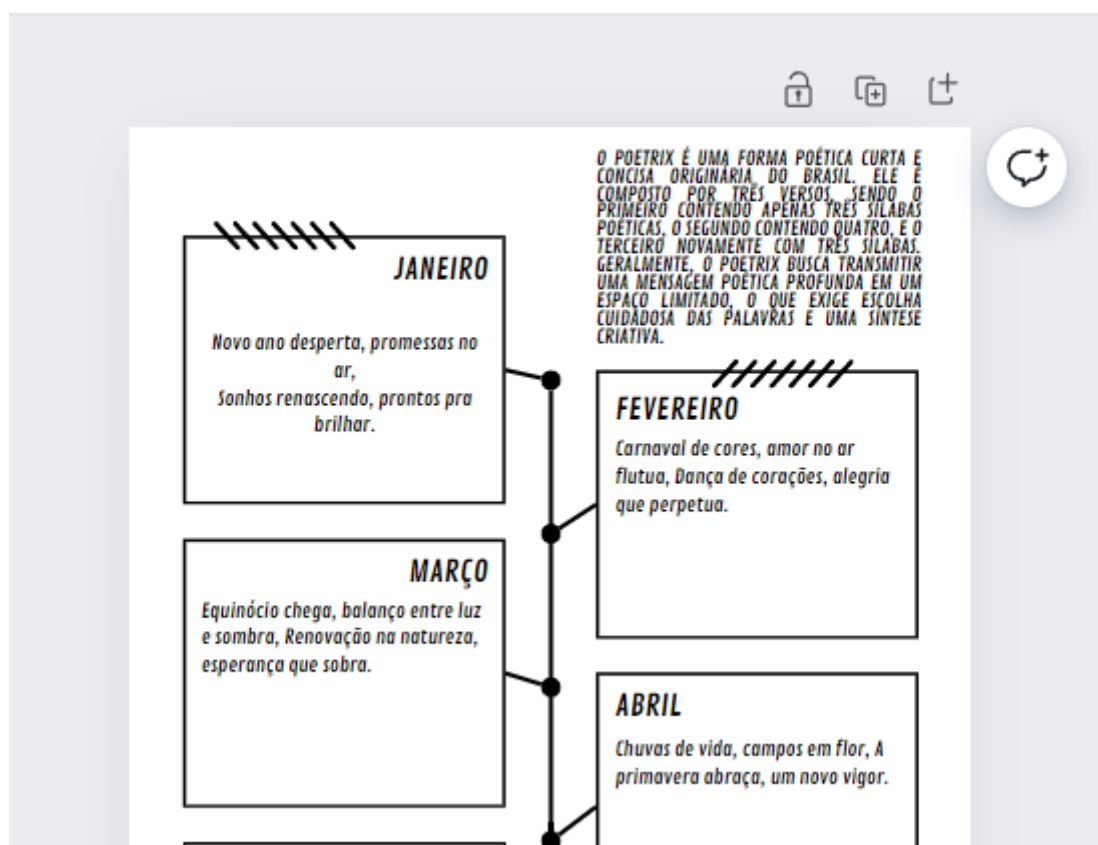 O POETRIX É UMA FORMA POÉTICA CURTA E
CONCISA ORIGINÁRIA DO BRASIL. ELE É
COMPOSTO POR TRÊS VERSOS, SENDO O
PRIMEIRO CONTENDO APENAS TRÊS SÍLABAS
POÉTICAS, O SEGUNDO CONTENDO QUATRO, E O
TERCEIRO NOVAMENTE COM TRÊS SÍLABAS.
GERALMENTE, O POETRIX BUSCA TRANSMITIR
UMA MENSAGEM POÉTICA PROFUNDA EM UM
ESPAÇO LIMITADO, O QUE EXIGE ESCOLHA
CUIDADOSA DAS PALAVRAS E UMA SÍNTESE
CRIATIVA.
JANEIRO
Novo ano desperta, promessas no
ar,
Sonhos renascendo, prontos pra
brilhar.
FEVEREIRO
Carnaval de cores, amor no ar
flutua, Dança de corações, alegria
que perpetua.
MARÇO
Equinócio chega, balanço entre luz
e sombra, Renovação na natureza,
esperança que sobra.
ABRIL
Chuvas de vida, campos em flor, A
primavera abraça, um novo vigor.